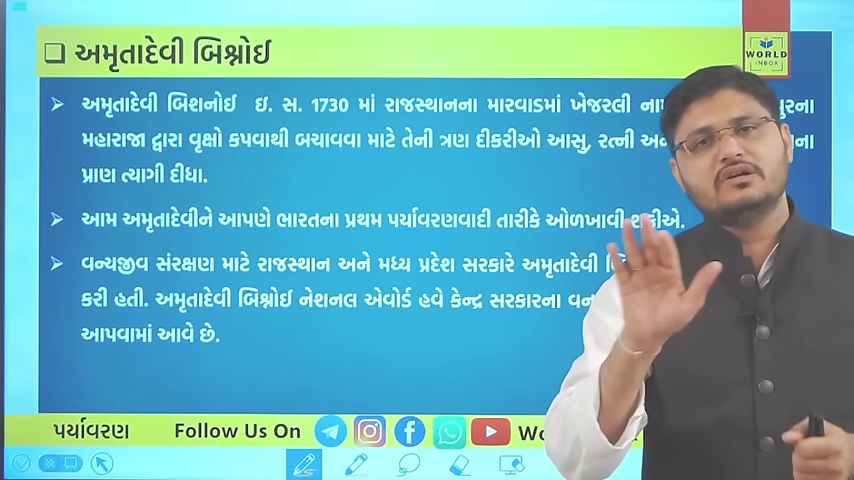 ❑ અમૃતાદેવી બિશ્નોઈ
WORLD
INBOX
➤ અમૃતાદેવી બિશનોઈ ઇ. સ. 1730 માં રાજસ્થાનના મારવાડમાં ખેજરલી
મહારાજા દ્વારા વૃક્ષો કપવાથી બચાવવા માટે તેની ત્રણ દીકરીઓ આસુ, રત્ની
પ્રાણ ત્યાગી દીધા.
➤ આમ અમૃતાદેવીને આપણે ભારતના પ્રથમ પર્યાવરણવાદી તારીકે ઓળખાવી શકીએ.
➤ વન્યજીવ સંરક્ષણ માટે રાજસ્થાન અને મધ્ય પ્રદેશ સરકારે અમૃતાદેવી
કરી હતી. અમૃતાદેવી બિશ્નોઈ નેશનલ એવોર્ડ હવે કેન્દ્ર સરકારના
આપવામાં આવે છે.
પર્યાવરણ Follow Us On